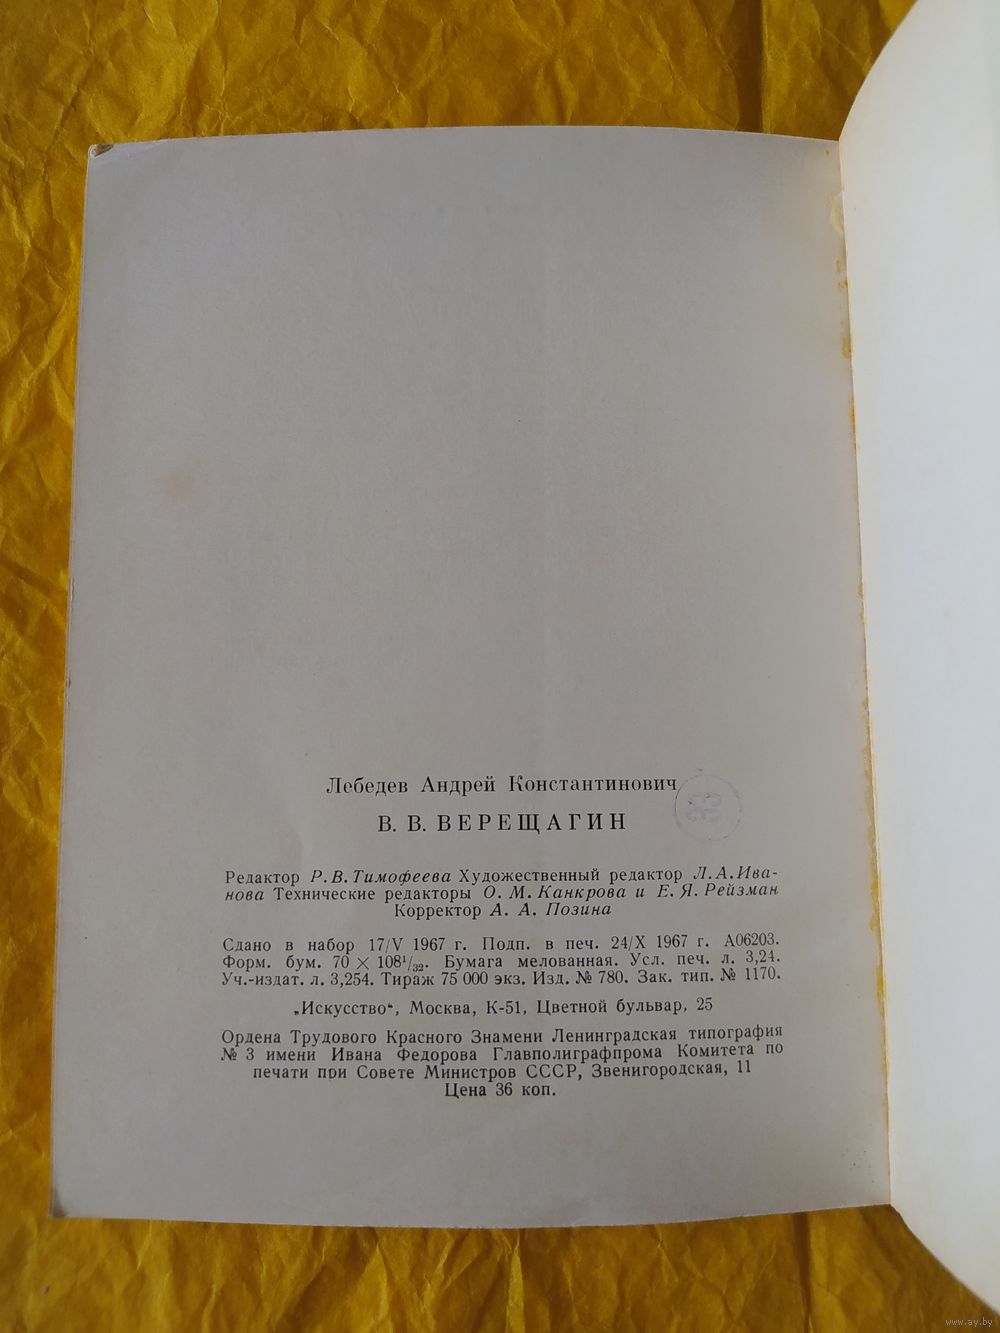 Лебедев Андрей Константинович
В. В. ВЕРЕЩАГИН
Редактор Р. В. Тимофеева Художественный редактор Л. А. Ива-
нова Технические редакторы О. М. Канкрова и Е. Я. Рейзман
Корректор А. А. Позина
Сдано в набор 17/V 1967 г. Подп. в печ. 24/X 1967 г. А06203.
Форм. бум. 70 × 108¹/₃₂. Бумага мелованная. Усл. печ. л. 3,24.
Уч.-издат. л. 3,254. Тираж 75 000 экз. Изд. № 780. Зак. тип. № 1170.
„Искусство“, Москва, К-51, Цветной бульвар, 25
Ордена Трудового Красного Знамени Ленинградская типография
№ 3 имени Ивана Федорова Главполиграфпрома Комитета по
печати при Совете Министров СССР, Звенигородская, 11
Цена 36 коп.
www.ay.by